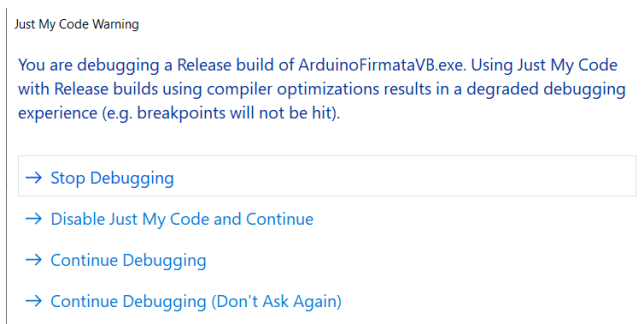 Just My Code Warning
You are debugging a Release build of ArduinoFirmataVB.exe. Using Just My Code
with Release builds using compiler optimizations results in a degraded debugging
experience (e.g. breakpoints will not be hit).
→ Stop Debugging
→ Disable Just My Code and Continue
→ Continue Debugging
→ Continue Debugging (Don't Ask Again)